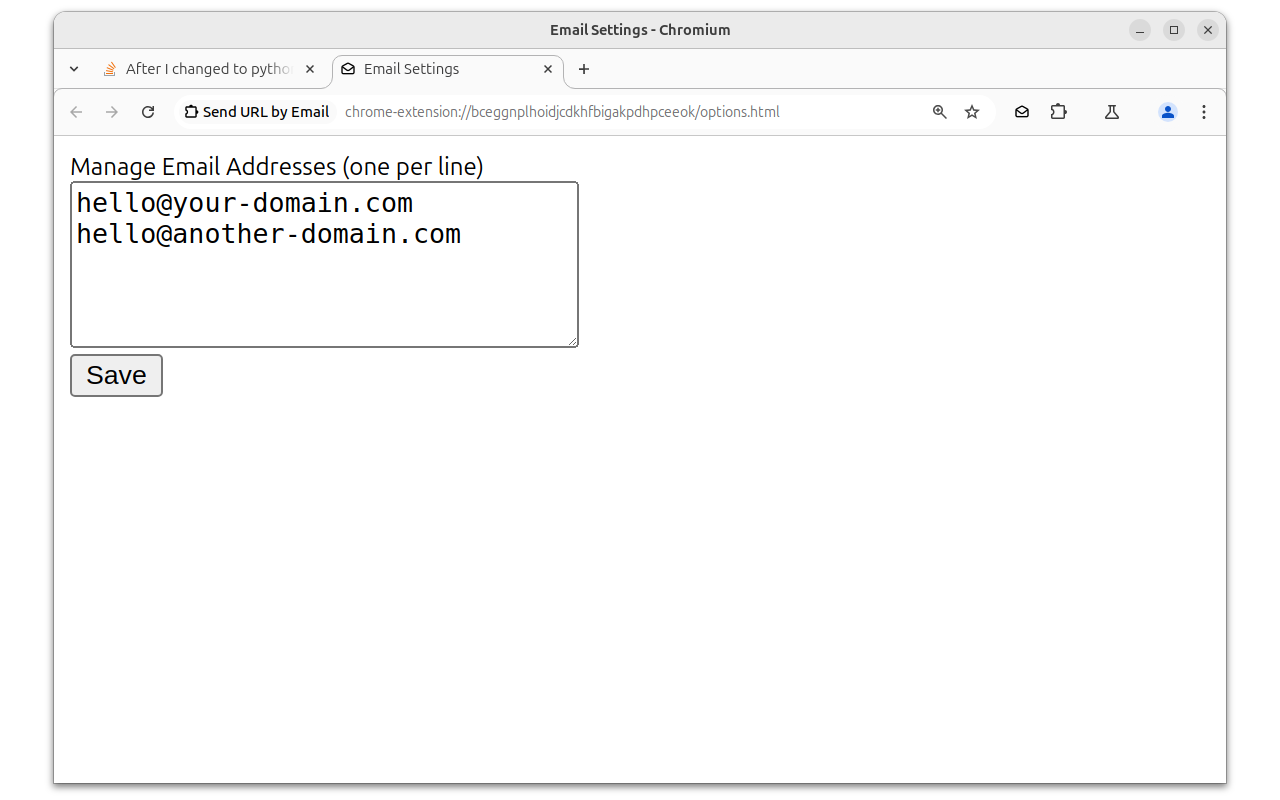 Email Settings - Chromium
After I changed to pytho
Email Settings
Send URL by Email chrome-extension://bceggnplhoidjcdkhfbigakpdhpceeok/options.html
Manage Email Addresses (one per line)
hello@your-domain.com
hello@another-domain.com
Save